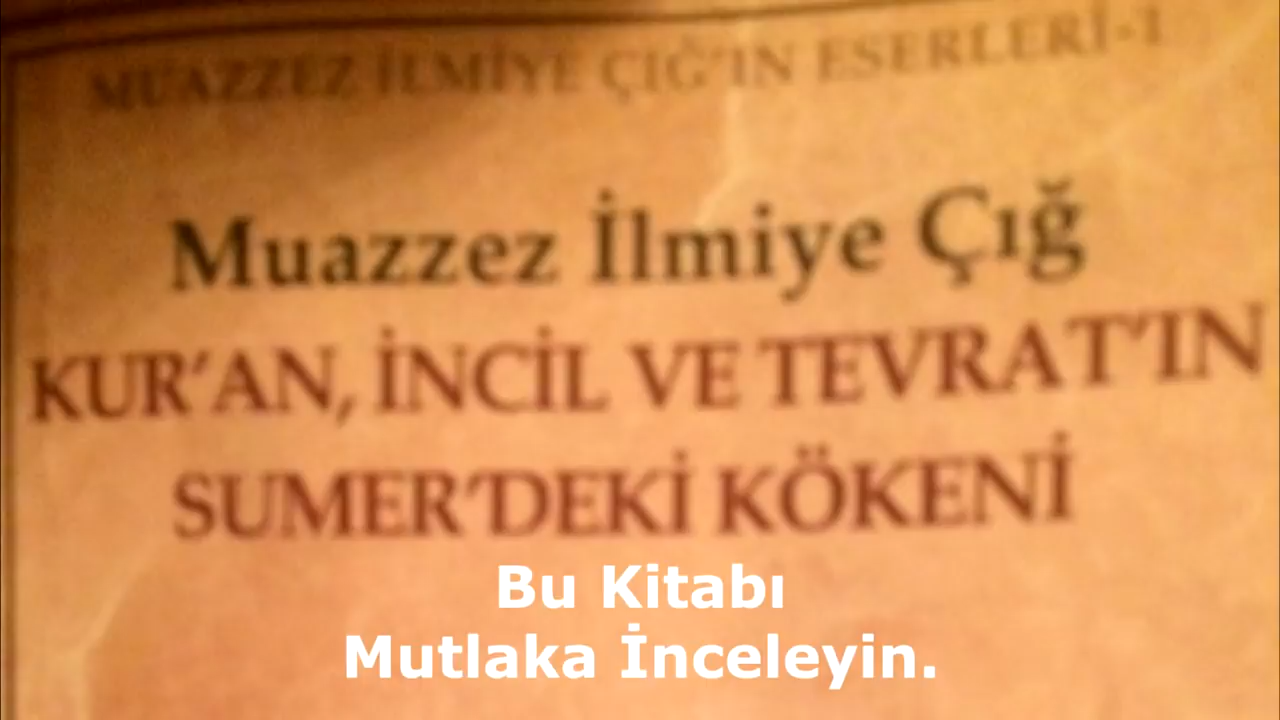 MUAZZEZ İLMİYE ÇIĞ'IN ESERLERİ-1
Muazzez İlmiye Çığ
KUR'AN, İNCİL VE TEVRAT'IN
SUMER'DEKİ KÖKENİ
Bu Kitabı
Mutlaka İnceleyin.